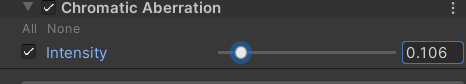 Chromatic Aberration
All None
Intensity 0.106